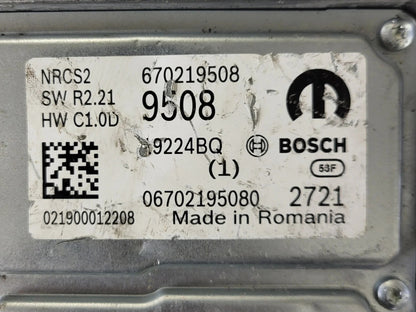 NRCS2 670219508
SW R2.21 9508
HW C1.0D
9224BQ BOSCH
(1) 53F
06702195080 2721
021900012208 Made in Romania